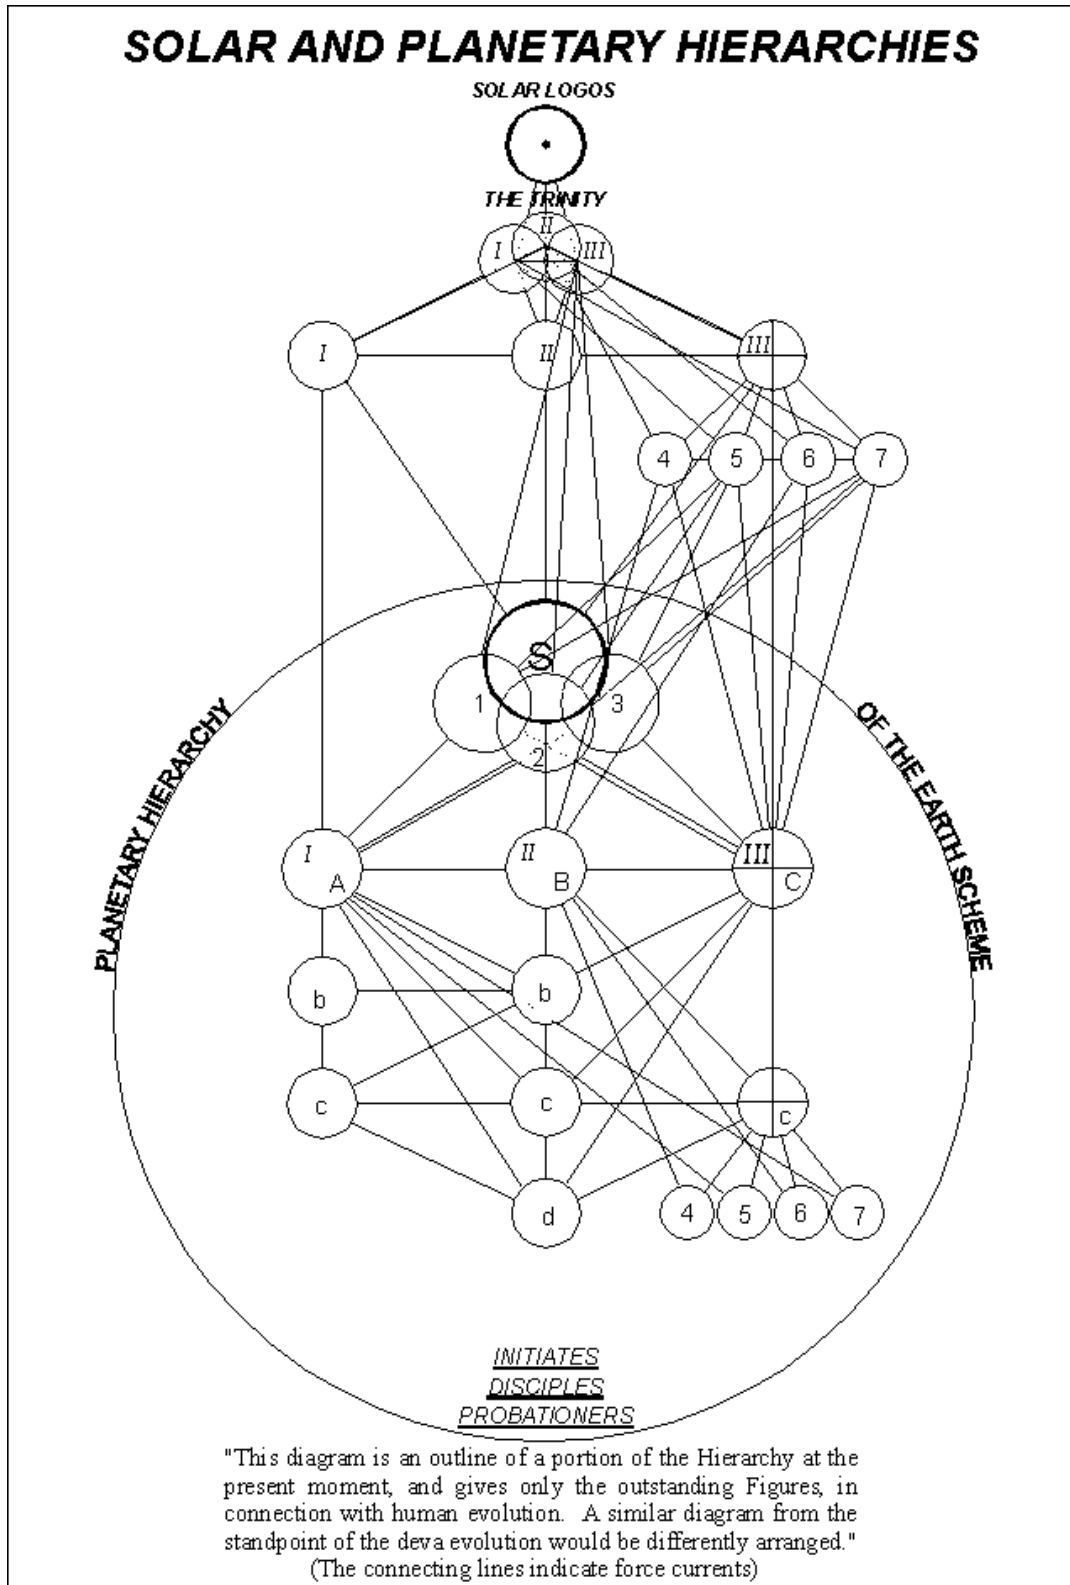 SOLAR AND PLANETARY HIERARCHIES
SOLAR LOGOS
THE TRINITY
II
I III
I II III
4 5 6 7
S
1 3
2
PLANETARY HIERARCHY
OF THE EARTH SCHEME
I II III
A B C
b b
c c c
d 4 5 6 7
INITIATES
DISCIPLES
PROBATIONERS
"This diagram is an outline of a portion of the Hierarchy at the
present moment, and gives only the outstanding Figures, in
connection with human evolution. A similar diagram from the
standpoint of the deva evolution would be differently arranged."
(The connecting lines indicate force currents)